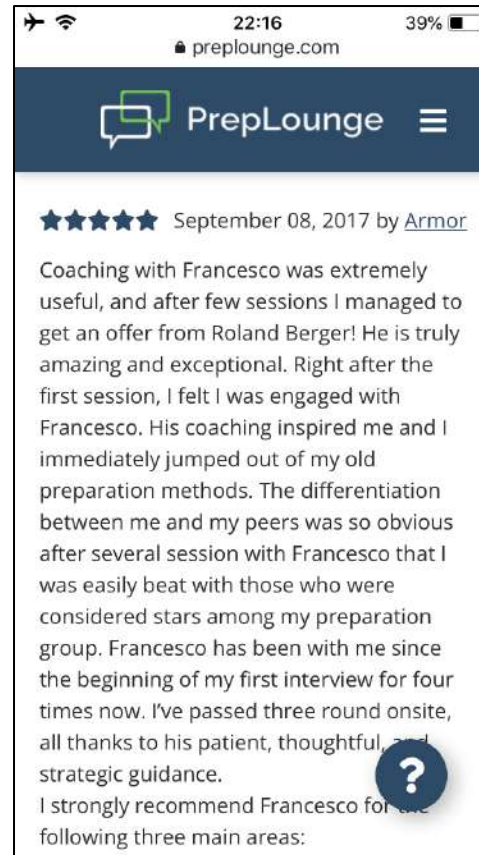 22:16
39%
preplounge.com
PrepLounge
September 08, 2017 by Armor
Coaching with Francesco was extremely
useful, and after few sessions I managed to
get an offer from Roland Berger! He is truly
amazing and exceptional. Right after the
first session, I felt I was engaged with
Francesco. His coaching inspired me and I
immediately jumped out of my old
preparation methods. The differentiation
between me and my peers was so obvious
after several session with Francesco that I
was easily beat with those who were
considered stars among my preparation
group. Francesco has been with me since
the beginning of my first interview for four
times now. I've passed three round onsite,
all thanks to his patient, thoughtful, and
strategic guidance.
I strongly recommend Francesco for the
following three main areas:
?